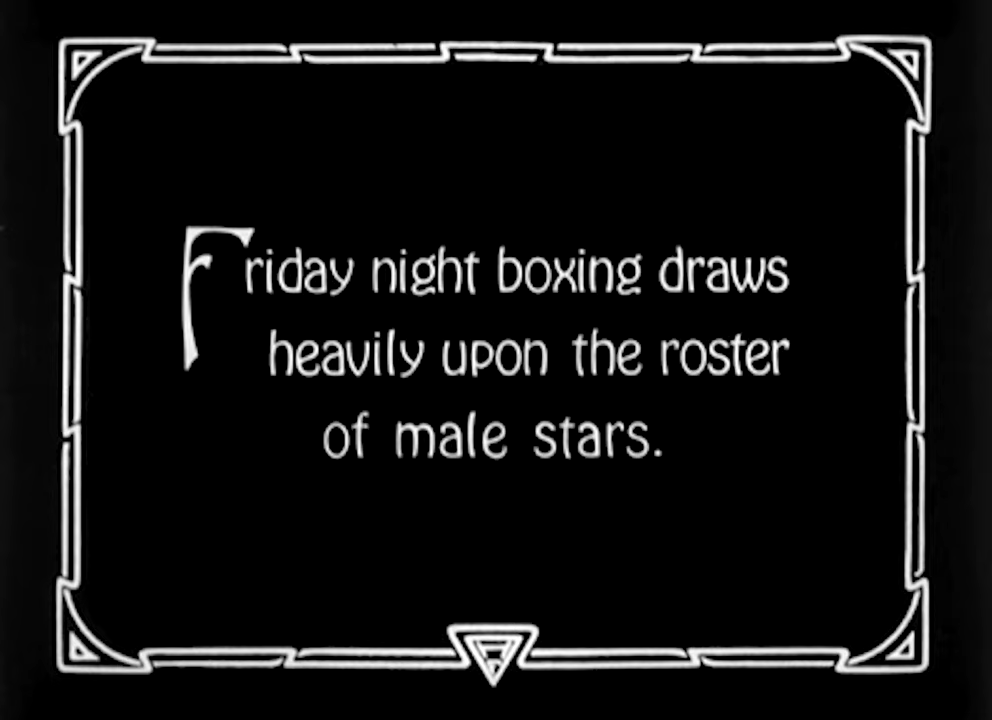 Friday night boxing draws
heavily upon the roster
of male stars.